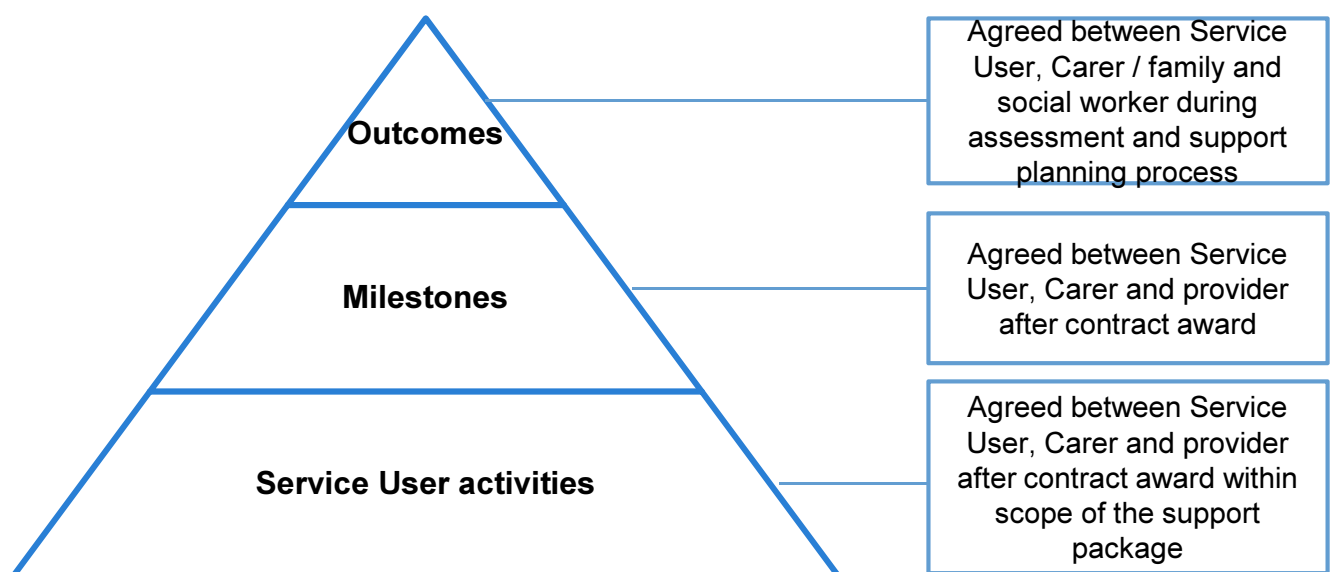 Outcomes
Agreed between Service
User, Carer / family and
social worker during
assessment and support
planning process
Milestones
Agreed between Service
User, Carer and provider
after contract award
Service User activities
Agreed between Service
User, Carer and provider
after contract award within
scope of the support
package